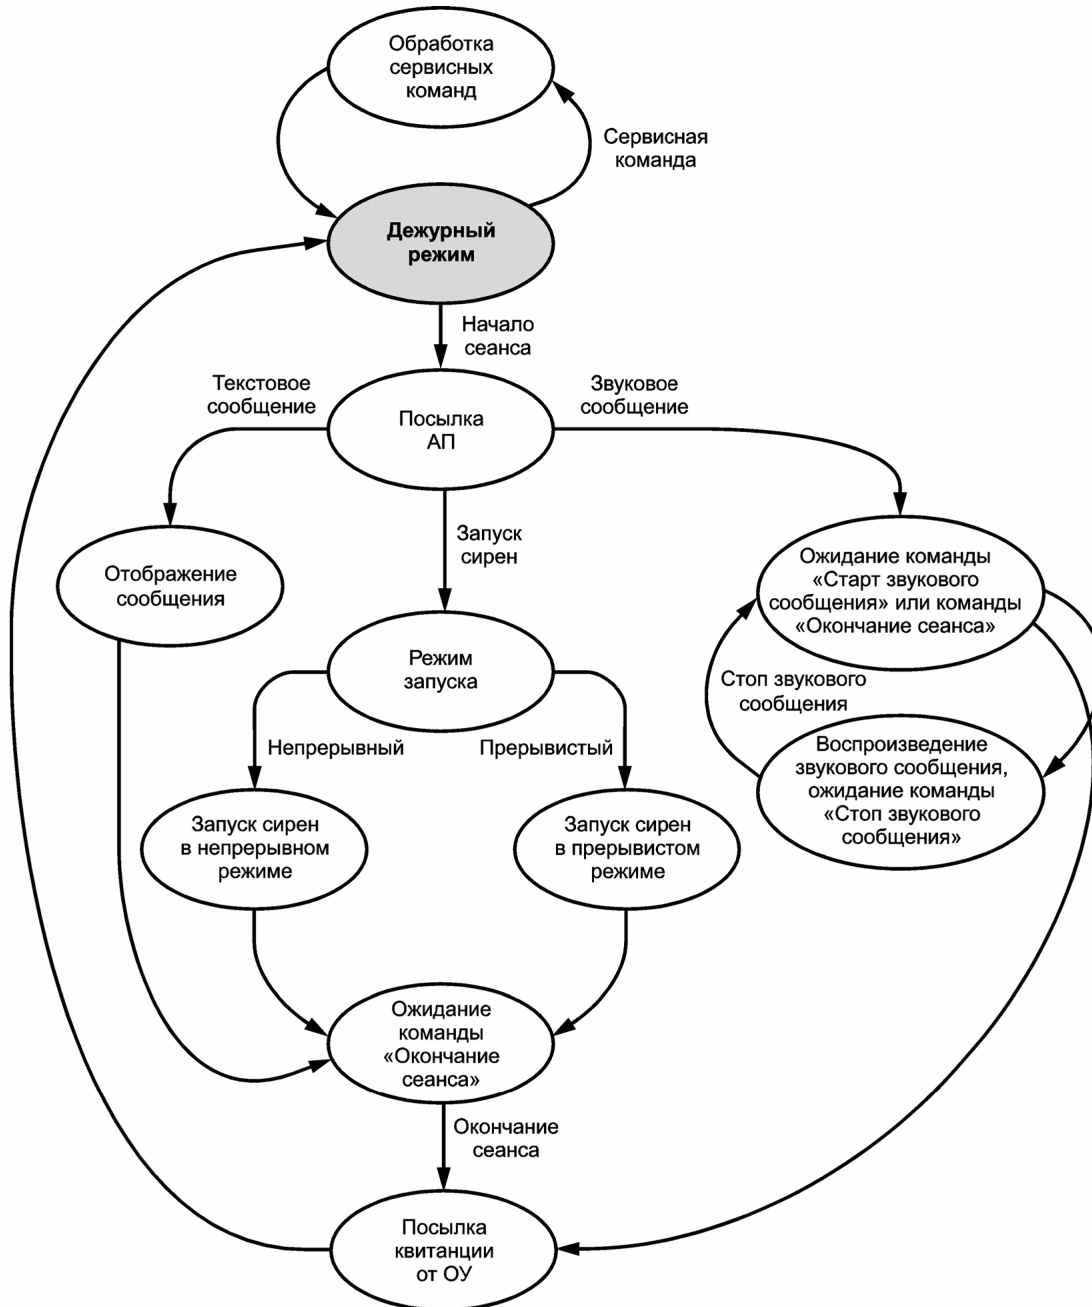 Обработка
сервисных
команд
Сервисная
команда
Дежурный
режим
Начало
сеанса
Текстовое
сообщение
Звуковое
сообщение
Посылка
АП
Запуск
сирен
Отображение
сообщения
Ожидание команды
«Старт звукового
сообщения» или команды
«Окончание сеанса»
Режим
запуска
Стоп звукового
сообщения
Непрерывный
Прерывистый
Воспроизведение
звукового сообщения,
ожидание команды
«Стоп звукового
сообщения»
Запуск сирен
в непрерывном
режиме
Запуск сирен
в прерывистом
режиме
Ожидание
команды
«Окончание
сеанса»
Окончание
сеанса
Посылка
квитанции
от ОУ